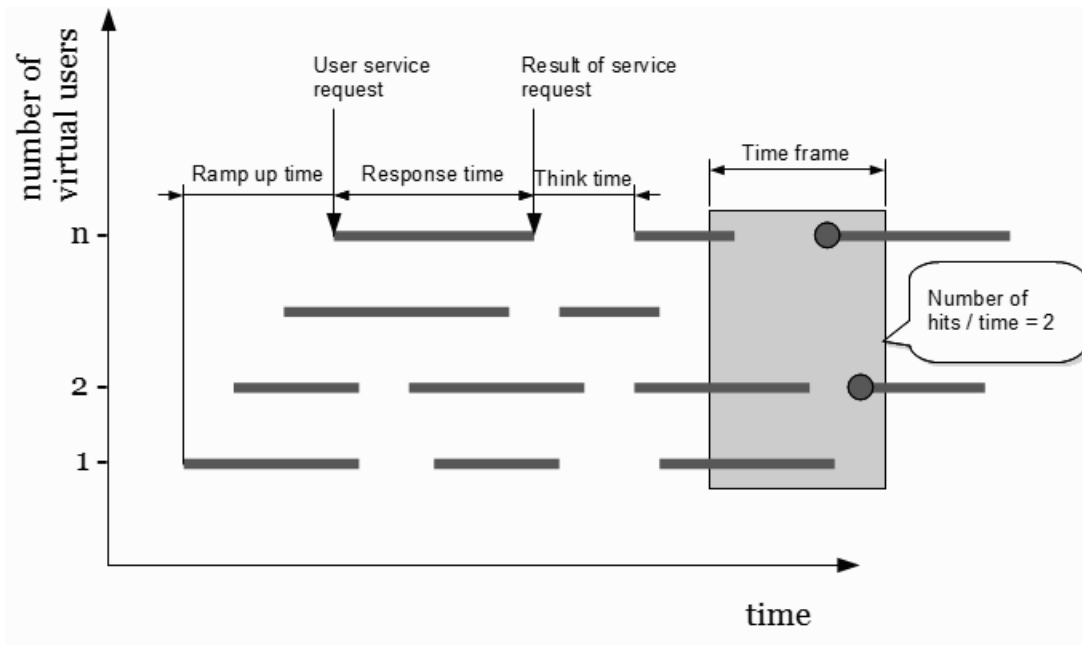 number of
virtual users
User service
request
Result of service
request
Ramp up time
Response time
Think time
Time frame
n
Number of
hits / time = 2
2
1
time